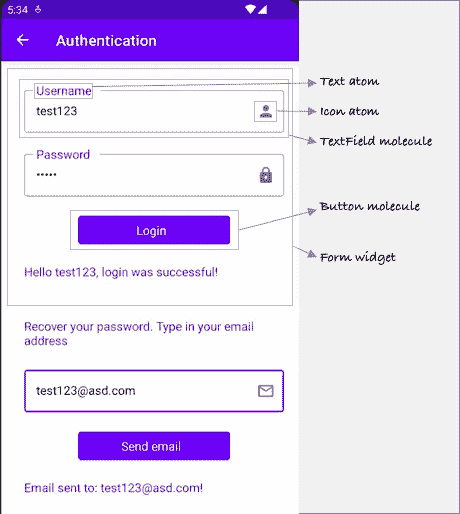 5:34
Authentication
Username
Text atom
test123
Icon atom
TextField molecule
Password
•••••
Button molecule
Login
Form widget
Hello test123, login was successful!
Recover your password. Type in your email
address
test123@asd.com
Send email
Email sent to: test123@asd.com!